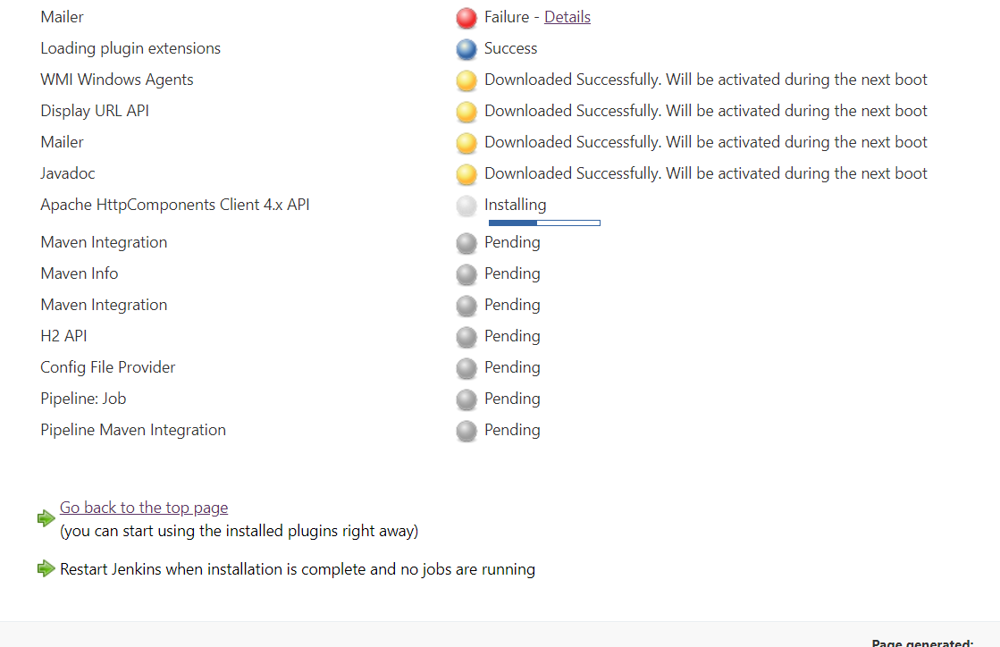 Mailer Failure - Details
Loading plugin extensions Success
WMI Windows Agents Downloaded Successfully. Will be activated during the next boot
Display URL API Downloaded Successfully. Will be activated during the next boot
Mailer Downloaded Successfully. Will be activated during the next boot
Javadoc Downloaded Successfully. Will be activated during the next boot
Apache HttpComponents Client 4.x API Installing
Maven Integration Pending
Maven Info Pending
Maven Integration Pending
H2 API Pending
Config File Provider Pending
Pipeline: Job Pending
Pipeline Maven Integration Pending
Go back to the top page
(you can start using the installed plugins right away)
Restart Jenkins when installation is complete and no jobs are running
Page generated: